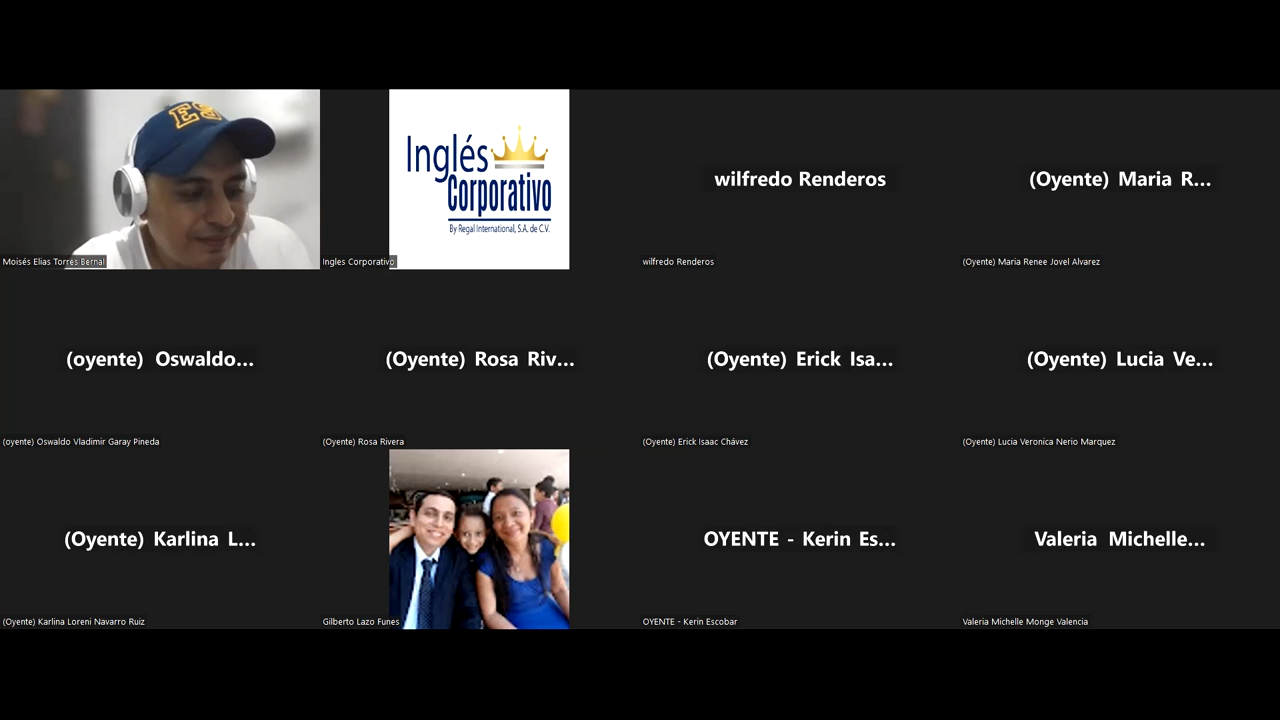 ES
Inglés
Corporativo
By Regal International, S.A. de C.V.
wilfredo Renderos
(Oyente) Maria R...
Moisés Elias Torres Bernal
Ingles Corporativo
wilfredo Renderos
(Oyente) Maria Renee Jovel Alvarez
(oyente) Oswaldo...
(Oyente) Rosa Riv...
(Oyente) Erick Isa...
(Oyente) Lucia Ve...
(oyente) Oswaldo Vladimir Garay Pineda
(Oyente) Rosa Rivera
(Oyente) Erick Isaac Chávez
(Oyente) Lucia Veronica Nerio Marquez
(Oyente) Karlina L...
OYENTE - Kerin Es...
Valeria Michelle...
(Oyente) Karlina Loreni Navarro Ruiz
Gilberto Lazo Funes
OYENTE - Kerin Escobar
Valeria Michelle Monge Valencia